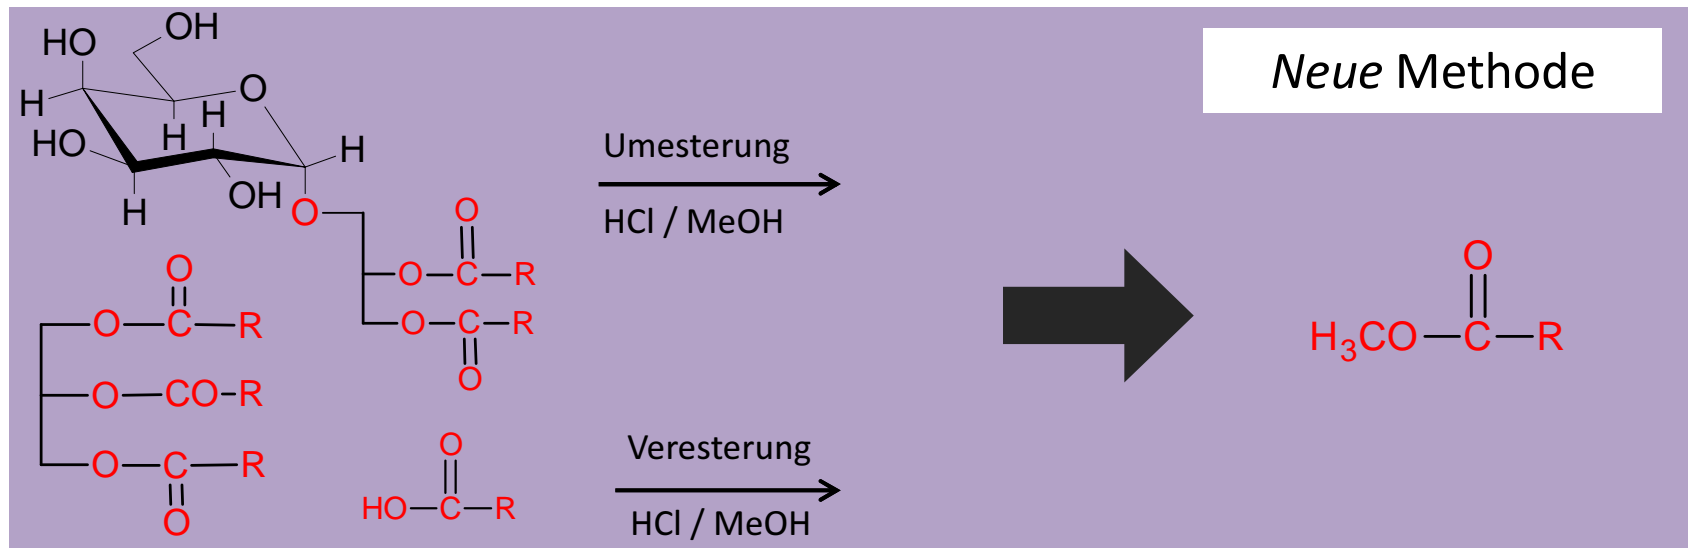 Neue Methode
OH
HO
O
H
H
H
HO
H
OH
H
O
O
O C R
O C R
O
O
O C R
O CO R
O C R
O
O
HO C R
Umesterung
HCl / MeOH
Veresterung
HCl / MeOH
O
H₃CO C R